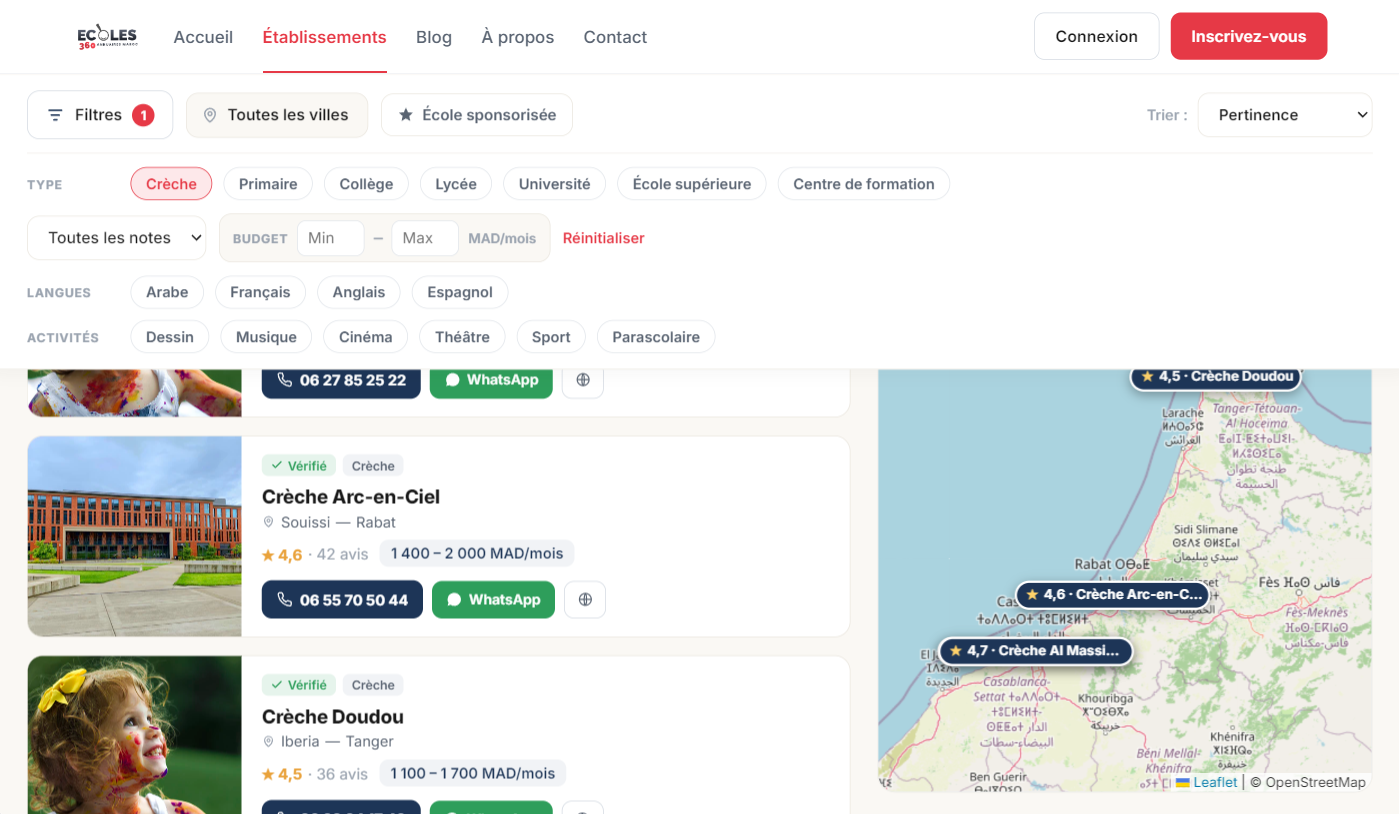 ECOLES
360
Accueil
Établissements
Blog
À propos
Contact
Connexion
Inscrivez-vous
Filtres 1
Toutes les villes
École sponsorisée
Trier :
Pertinence
TYPE
Crèche
Primaire
Collège
Lycée
Université
École supérieure
Centre de formation
Toutes les notes
BUDGET
Min
–
Max
MAD/mois
Réinitialiser
LANGUES
Arabe
Français
Anglais
Espagnol
ACTIVITÉS
Dessin
Musique
Cinéma
Théâtre
Sport
Parascolaire
06 27 85 25 22
WhatsApp
Vérifié
Crèche
Crèche Arc-en-Ciel
Souissi — Rabat
4,6 · 42 avis
1 400 – 2 000 MAD/mois
06 55 70 50 44
WhatsApp
Vérifié
Crèche
Crèche Doudou
Iberia — Tanger
4,5 · 36 avis
1 100 – 1 700 MAD/mois
4,5 · Crèche Doudou
Larache
العرائش
Tanger-Tétouan-
Al Hoceima
طنجة تطوان
الحسيمة
Sidi Slimane
سيدي سليمان
Rabat ⵔⴱⴰⵟ
Fès ⴼⴰⵙ فاس
4,6 · Crèche Arc-en-C...
Fès-Meknès
فاس-مكناس
4,7 · Crèche Al Massi...
الجديدة
Casablanca-
Settat
الدار
البيضاء-سطات
Khouribga
خريبكة
Khénifra
خنيفرة
Béni Mellal-
Khénifra
Ben Guerir
Leaflet | © OpenStreetMap